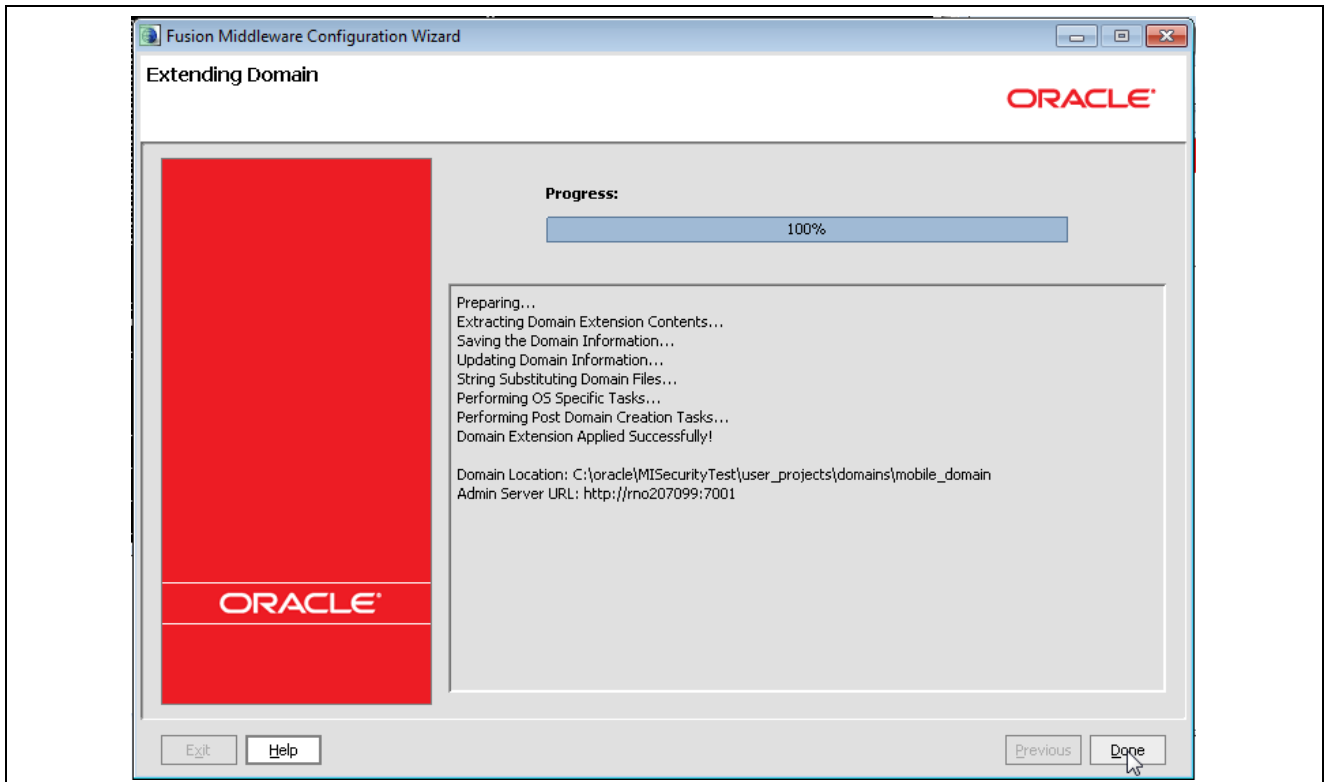 Fusion Middleware Configuration Wizard
Extending Domain
ORACLE
Progress:
100%
Preparing...
Extracting Domain Extension Contents...
Saving the Domain Information...
Updating Domain Information...
String Substituting Domain Files...
Performing OS Specific Tasks...
Performing Post Domain Creation Tasks...
Domain Extension Applied Successfully!
Domain Location: C:\oracle\MISecurityTest\user_projects\domains\mobile_domain
Admin Server URL: http://rno207099:7001
ORACLE
Exit Help Previous Done